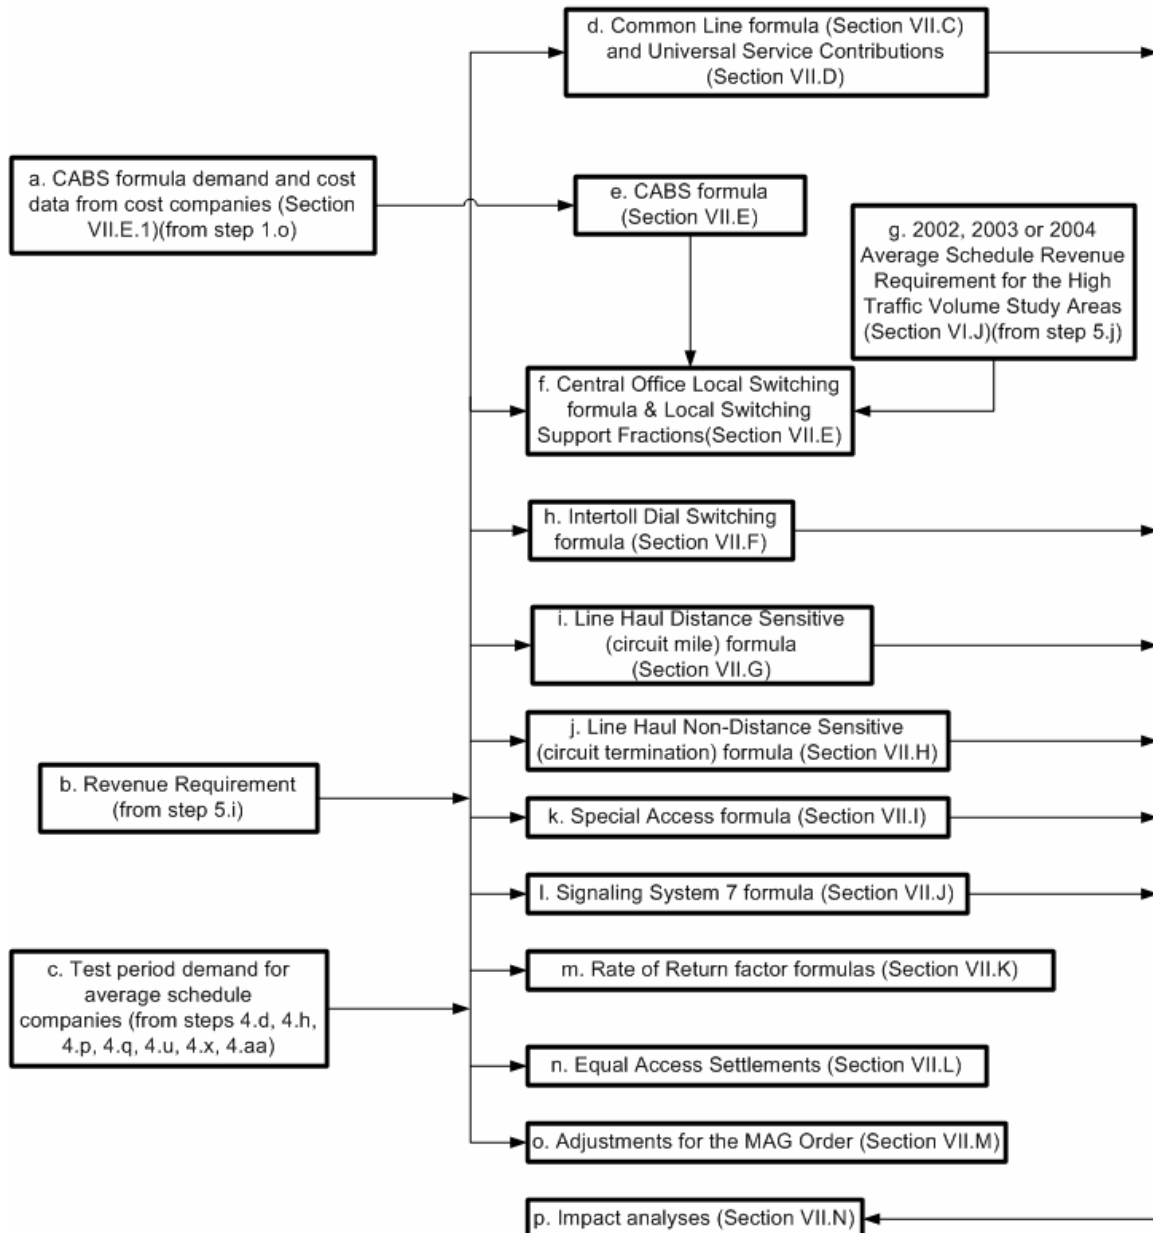 d. Common Line formula (Section VII.C)
and Universal Service Contributions
(Section VII.D)
a. CABS formula demand and cost
data from cost companies (Section
VII.E.1)(from step 1.o)
e. CABS formula
(Section VII.E)
g. 2002, 2003 or 2004
Average Schedule Revenue
Requirement for the High
Traffic Volume Study Areas
(Section VI.J)(from step 5.j)
f. Central Office Local Switching
formula & Local Switching
Support Fractions(Section VII.E)
h. Intertoll Dial Switching
formula (Section VII.F)
i. Line Haul Distance Sensitive
(circuit mile) formula
(Section VII.G)
j. Line Haul Non-Distance Sensitive
(circuit termination) formula (Section VII.H)
b. Revenue Requirement
(from step 5.i)
k. Special Access formula (Section VII.I)
l. Signaling System 7 formula (Section VII.J)
c. Test period demand for
average schedule
companies (from steps 4.d, 4.h,
4.p, 4.q, 4.u, 4.x, 4.aa)
m. Rate of Return factor formulas (Section VII.K)
n. Equal Access Settlements (Section VII.L)
o. Adjustments for the MAG Order (Section VII.M)
p. Impact analyses (Section VII.N)